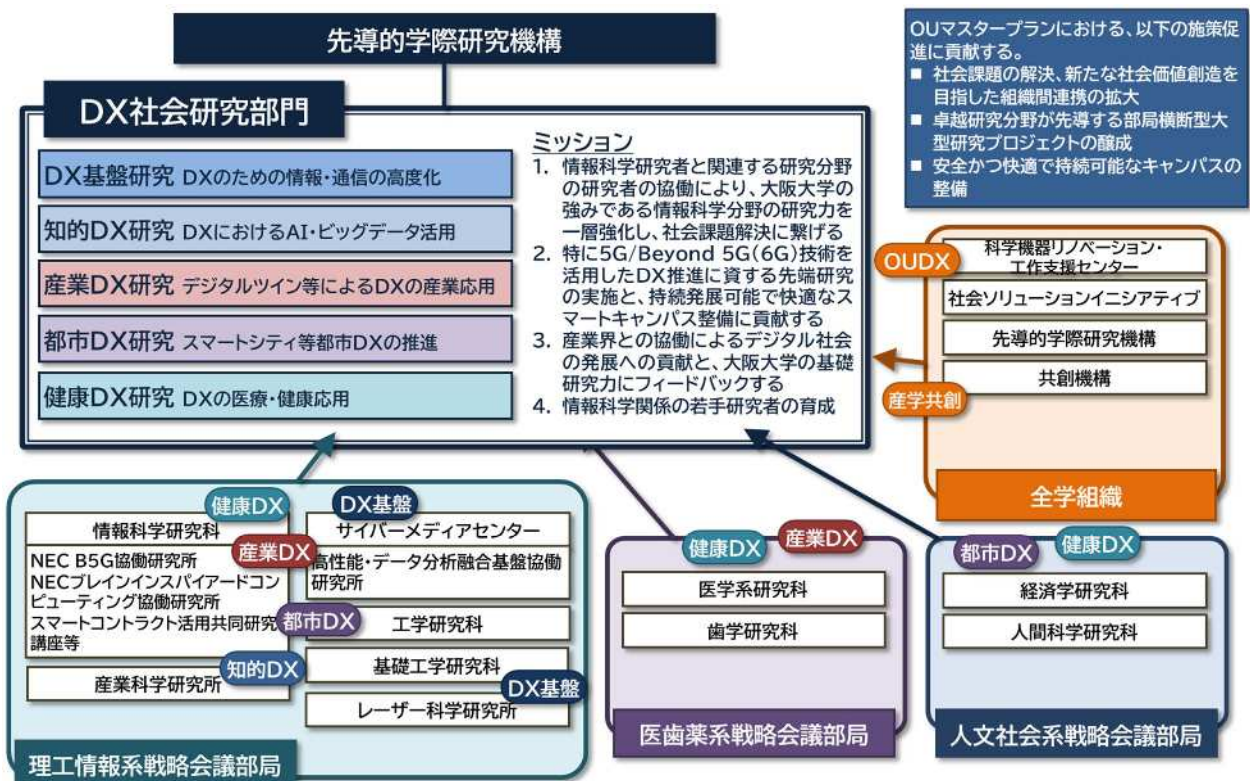 先導的学際研究機構
OUマスタープランにおける、以下の施策促
進に貢献する。
■ 社会課題の解決、新たな社会価値創造を
目指した組織間連携の拡大
■ 卓越研究分野が先導する部局横断型大
型研究プロジェクトの醸成
■ 安全かつ快適で持続可能なキャンパスの
整備
DX社会研究部門
DX基盤研究 DXのための情報・通信の高度化
知的DX研究 DXにおけるAI・ビッグデータ活用
産業DX研究 デジタルツイン等によるDXの産業応用
都市DX研究 スマートシティ等都市DXの推進
健康DX研究 DXの医療・健康応用
ミッション
1. 情報科学研究者と関連する研究分野
の研究者の協働により、大阪大学の
強みである情報科学分野の研究力を
一層強化し、社会課題解決に繋げる
2. 特に5G/Beyond 5G(6G)技術を
活用したDX推進に資する先端研究
の実施と、持続発展可能で快適なス
マートキャンパス整備に貢献する
3. 産業界との協働によるデジタル社会
の発展への貢献と、大阪大学の基礎
研究力にフィードバックする
4. 情報科学関係の若手研究者の育成
OUDX
科学機器リノベーション・
工作支援センター
社会ソリューションイニシアティブ
先導的学際研究機構
共創機構
産学共創
全学組織
健康DX
情報科学研究科
産業DX
NEC B5G協働研究所
NECブレインインスパイアードコン
ピューティング協働研究所
スマートコントラクト活用共同研究
講座等
知的DX
産業科学研究所
DX基盤
サイバーメディアセンター
高性能・データ分析融合基盤協働
研究所
都市DX
工学研究科
基礎工学研究科
DX基盤
レーザー科学研究所
理工情報系戦略会議部局
健康DX
産業DX
医学系研究科
歯学研究科
医歯薬系戦略会議部局
都市DX
健康DX
経済学研究科
人間科学研究科
人文社会系戦略会議部局